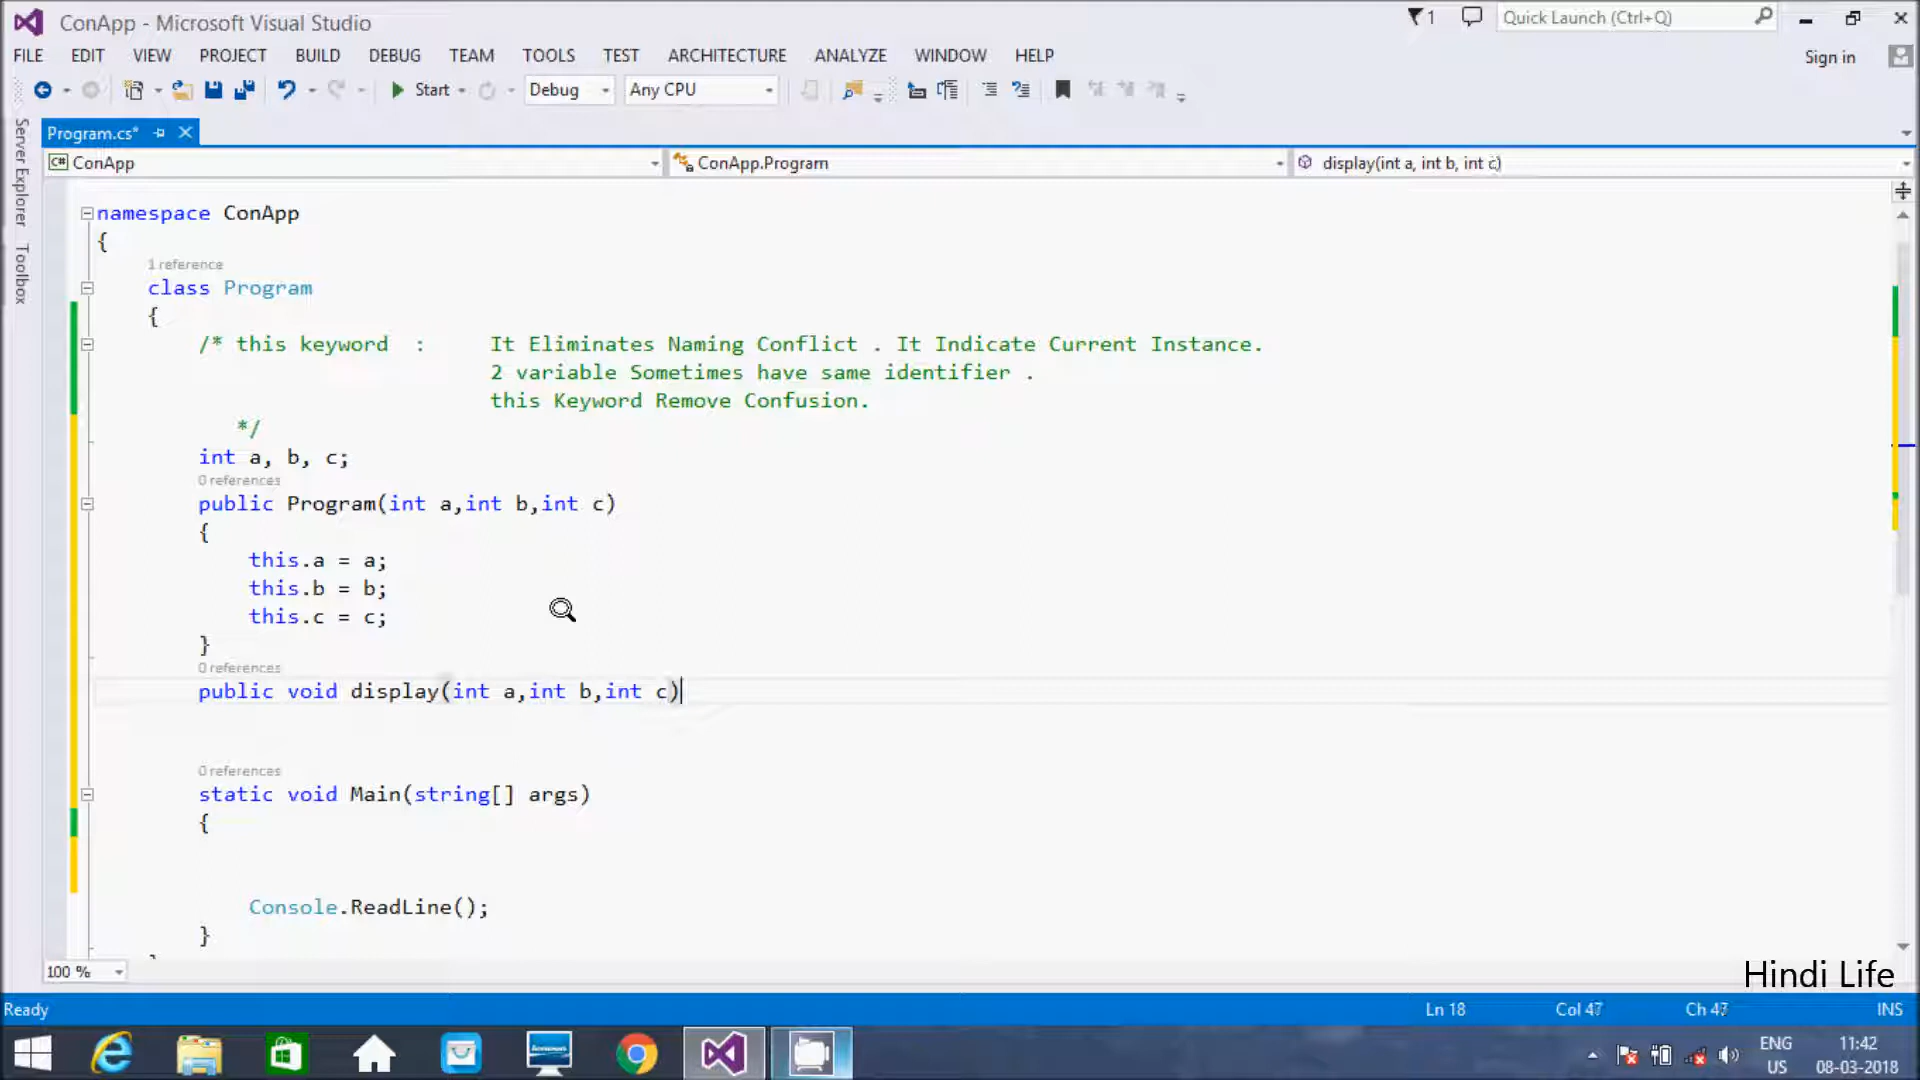 ConApp - Microsoft Visual Studio
1
Quick Launch (Ctrl+Q)
FILE EDIT VIEW PROJECT BUILD DEBUG TEAM TOOLS TEST ARCHITECTURE ANALYZE WINDOW HELP
Sign in
Start Debug Any CPU
Server Explorer
Toolbox
Program.cs*
ConApp
ConApp.Program
display(int a, int b, int c)
namespace ConApp
{
1 reference
class Program
{
/* this keyword : It Eliminates Naming Conflict . It Indicate Current Instance.
2 variable Sometimes have same identifier .
this Keyword Remove Confusion.
*/
int a, b, c;
0 references
public Program(int a,int b,int c)
{
this.a = a;
this.b = b;
this.c = c;
}
0 references
public void display(int a,int b,int c)
0 references
static void Main(string[] args)
{
Console.ReadLine();
}
100 %
Hindi Life
Ready
Ln 18
Col 47
Ch 47
INS
ENG
US
11:42
08-03-2018